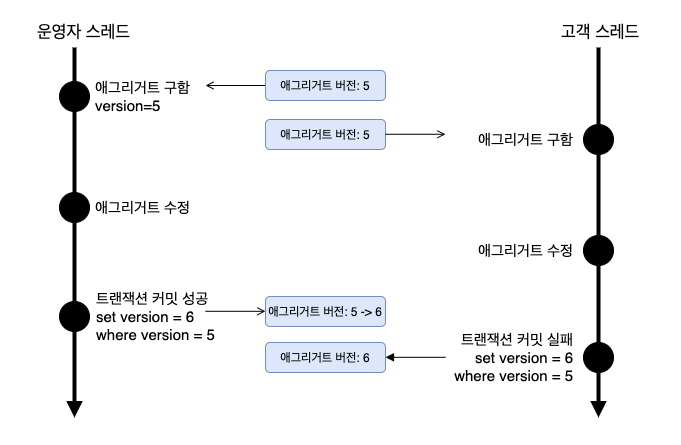 운영자 스레드
고객 스레드
애그리거트 구함
version=5
애그리거트 버전: 5
애그리거트 버전: 5
애그리거트 구함
애그리거트 수정
애그리거트 수정
트랜잭션 커밋 성공
set version = 6
where version = 5
애그리거트 버전: 5 -> 6
애그리거트 버전: 6
트랜잭션 커밋 실패
set version = 6
where version = 5